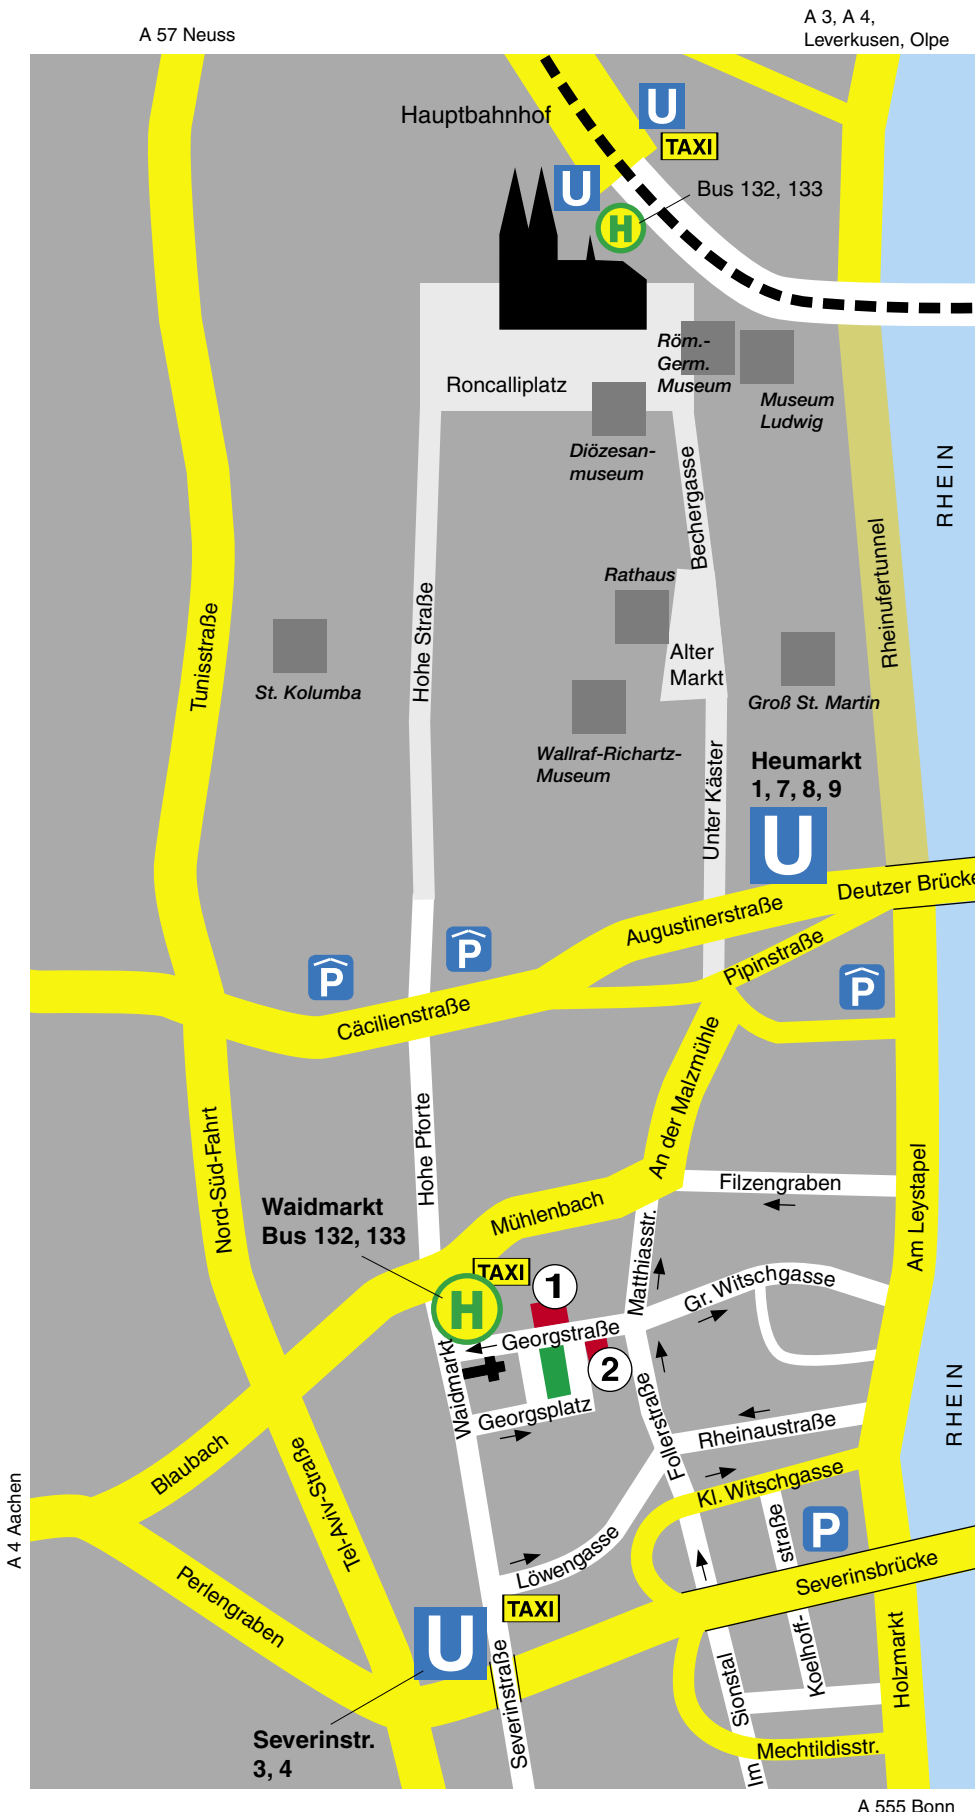 A 57 Neuss
A 3, A 4,
Leverkusen, Olpe
Hauptbahnhof
U
TAXI
U
Bus 132, 133
H
Röm.-
Germ.
Museum
Roncalliplatz
Museum
Ludwig
Diözesan-
museum
Bechergasse
RHEIN
Rheinufertunnel
Rathaus
Hohe Straße
Tunisstraße
Alter
Markt
St. Kolumba
Groß St. Martin
Wallraf-Richartz-
Museum
Unter Käster
Heumarkt
1, 7, 8, 9
U
Deutzer Brücke
Augustinerstraße
Pipinstraße
P
P
P
Cäcilienstraße
An der Malzmühle
Nord-Süd-Fahrt
Hohe Pforte
Am Leystapel
Filzengraben
Waidmarkt
Bus 132, 133
Mühlenbach
Matthiasstr.
TAXI
1
H
Gr. Witschgasse
Georgstraße
Waidmarkt
2
RHEIN
Georgsplatz
Follerstraße
Rheinaustraße
Blaubach
Tel-Aviv-Straße
Kl. Witschgasse
A 4 Aachen
P
straße
Koelhoff-
Löwengasse
Severinsbrücke
Perlengraben
TAXI
U
Severinstraße
Im Sionstal
Holzmarkt
Severinstr.
3, 4
Mechtildisstr.
A 555 Bonn